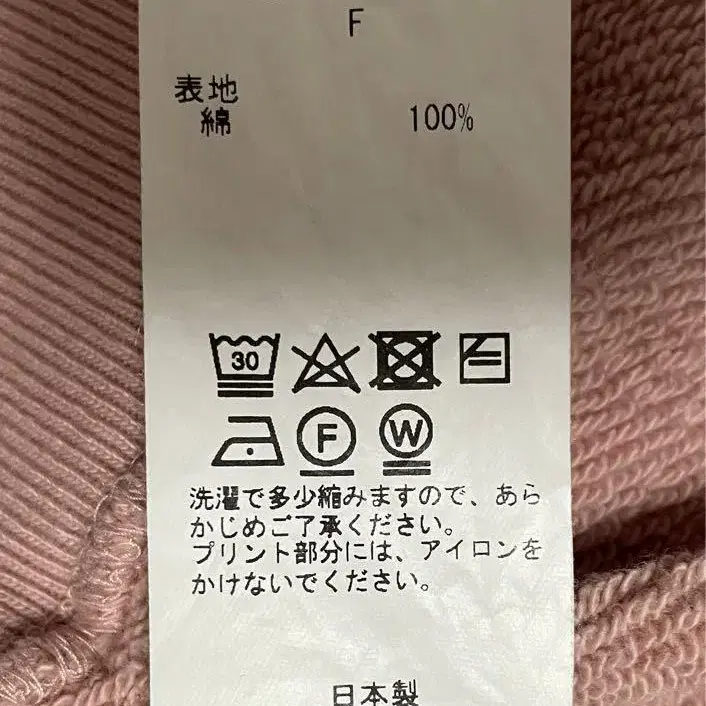 F
表地
綿 100%
30
F W
洗濯で多少縮みますので、あら
かじめご了承ください。
プリント部分には、アイロンを
かけないでください。
日本製